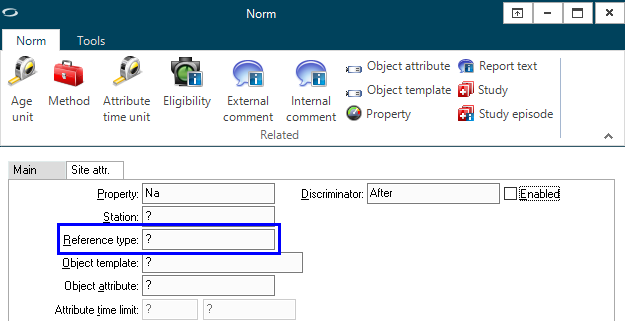 Norm
Norm Tools
Age unit
Method
Attribute time unit
Eligibility
External comment
Internal comment
Object attribute
Object template
Property
Report text
Study
Study episode
Related
Main Site attr.
Property: Na Discriminator: After Enabled
Station: ?
Reference type: ?
Object template: ?
Object attribute: ?
Attribute time limit: ? ?